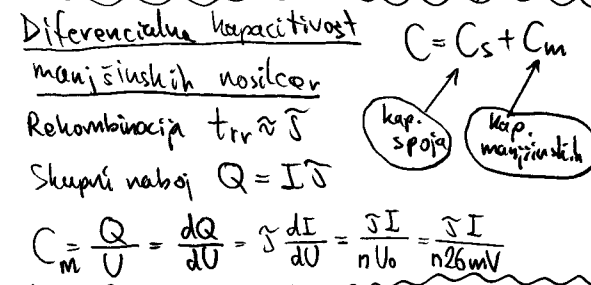 Diferencialna kapacitivost
manjšinskih nosilcev
C = Cs + Cm
kap. spoja
kap. manjšinskih
Rekombinacija trr ≈ τ
Skupni naboj Q = Iτ
Cm = Q/U = dQ/dU = τ dI/dU = τI/nU₀ = τI/n26mV